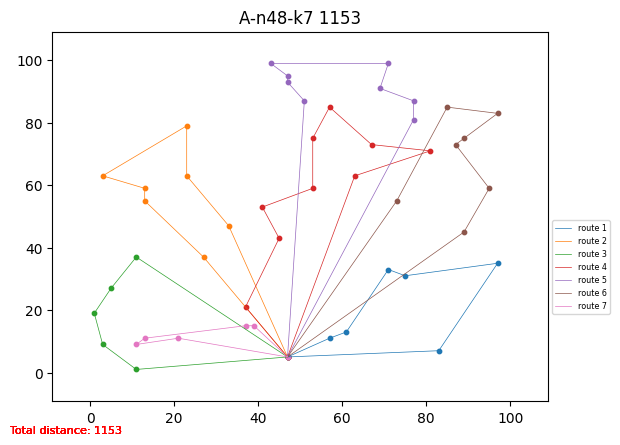 A-n48-k7 1153
100
80
60
40
20
0
0
20
40
60
80
100
route 1
route 2
route 3
route 4
route 5
route 6
route 7
Total distance: 1153